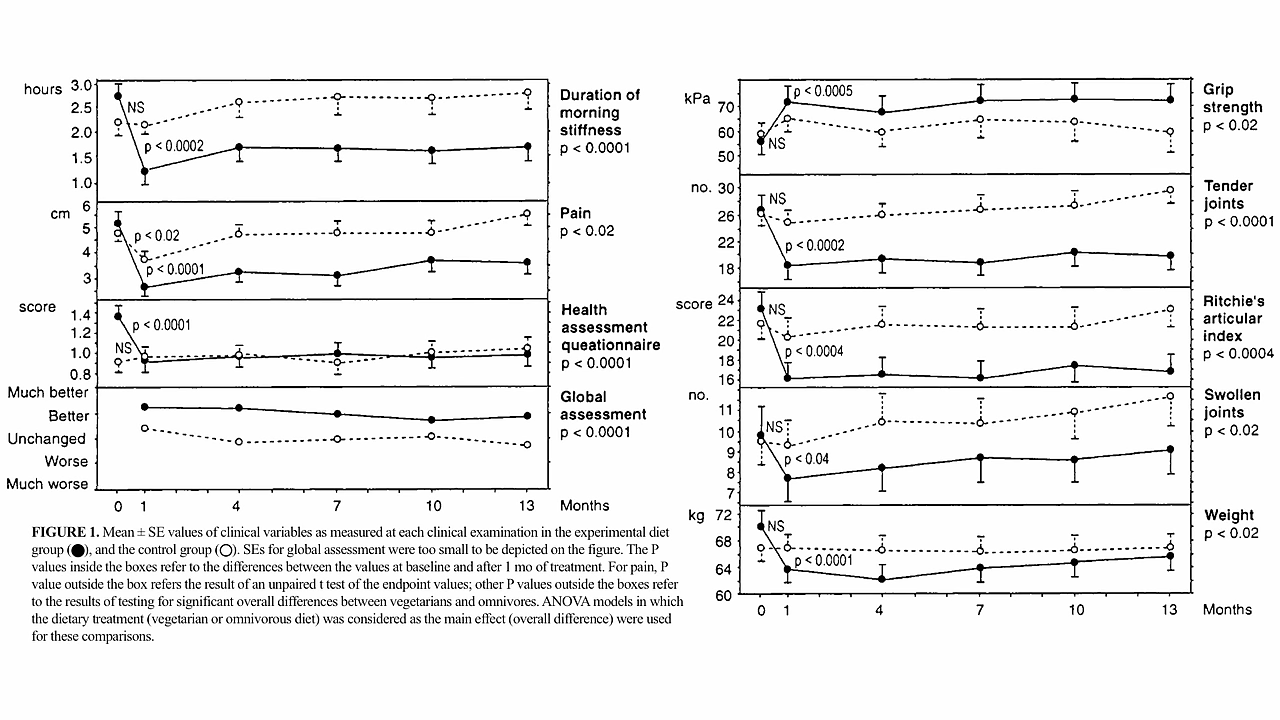 hours
3.0
2.5
2.0
1.5
1.0
NS
p < 0.0002
Duration of
morning
stiffness
p < 0.0001
cm
6
5
4
3
p < 0.02
p < 0.0001
Pain
p < 0.02
score
1.4
1.2
1.0
0.8
p < 0.0001
NS
Health
assessment
queationnaire
p < 0.0001
Much better
Better
Unchanged
Worse
Much worse
Global
assessment
p < 0.0001
0 1 4 7 10 13 Months
FIGURE 1. Mean ± SE values of clinical variables as measured at each clinical examination in the experimental diet
group (●), and the control group (○). SEs for global assessment were too small to be depicted on the figure. The P
values inside the boxes refer to the differences between the values at baseline and after 1 mo of treatment. For pain, P
value outside the box refers the result of an unpaired t test of the endpoint values; other P values outside the boxes refer
to the results of testing for significant overall differences between vegetarians and omnivores. ANOVA models in which
the dietary treatment (vegetarian or omnivorous diet) was considered as the main effect (overall difference) were used
for these comparisons.
kPa
70
60
50
p < 0.0005
NS
Grip
strength
p < 0.02
no.
30
26
22
18
NS
p < 0.0002
Tender
joints
p < 0.0001
score
24
22
20
18
16
NS
p < 0.0004
Ritchie's
articular
index
p < 0.0004
no.
11
10
9
8
7
NS
p < 0.04
Swollen
joints
p < 0.02
kg
72
68
64
60
NS
p < 0.0001
Weight
p < 0.02
0 1 4 7 10 13 Months